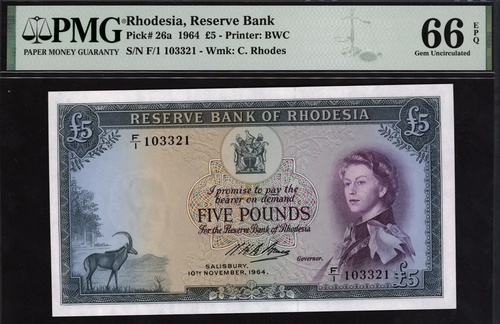 PMG
PAPER MONEY GUARANTY
Rhodesia, Reserve Bank
Pick# 26a 1964 £5 - Printer: BWC
S/N F/1 103321 - Wmk: C. Rhodes
66 EPQ
Gem Uncirculated
RESERVE BANK OF RHODESIA
£5
£5
F/1 103321
I promise to pay the
bearer on demand
FIVE POUNDS
For the Reserve Bank of Rhodesia
Governor.
SALISBURY,
10TH NOVEMBER, 1964.
F/1 103321
£5